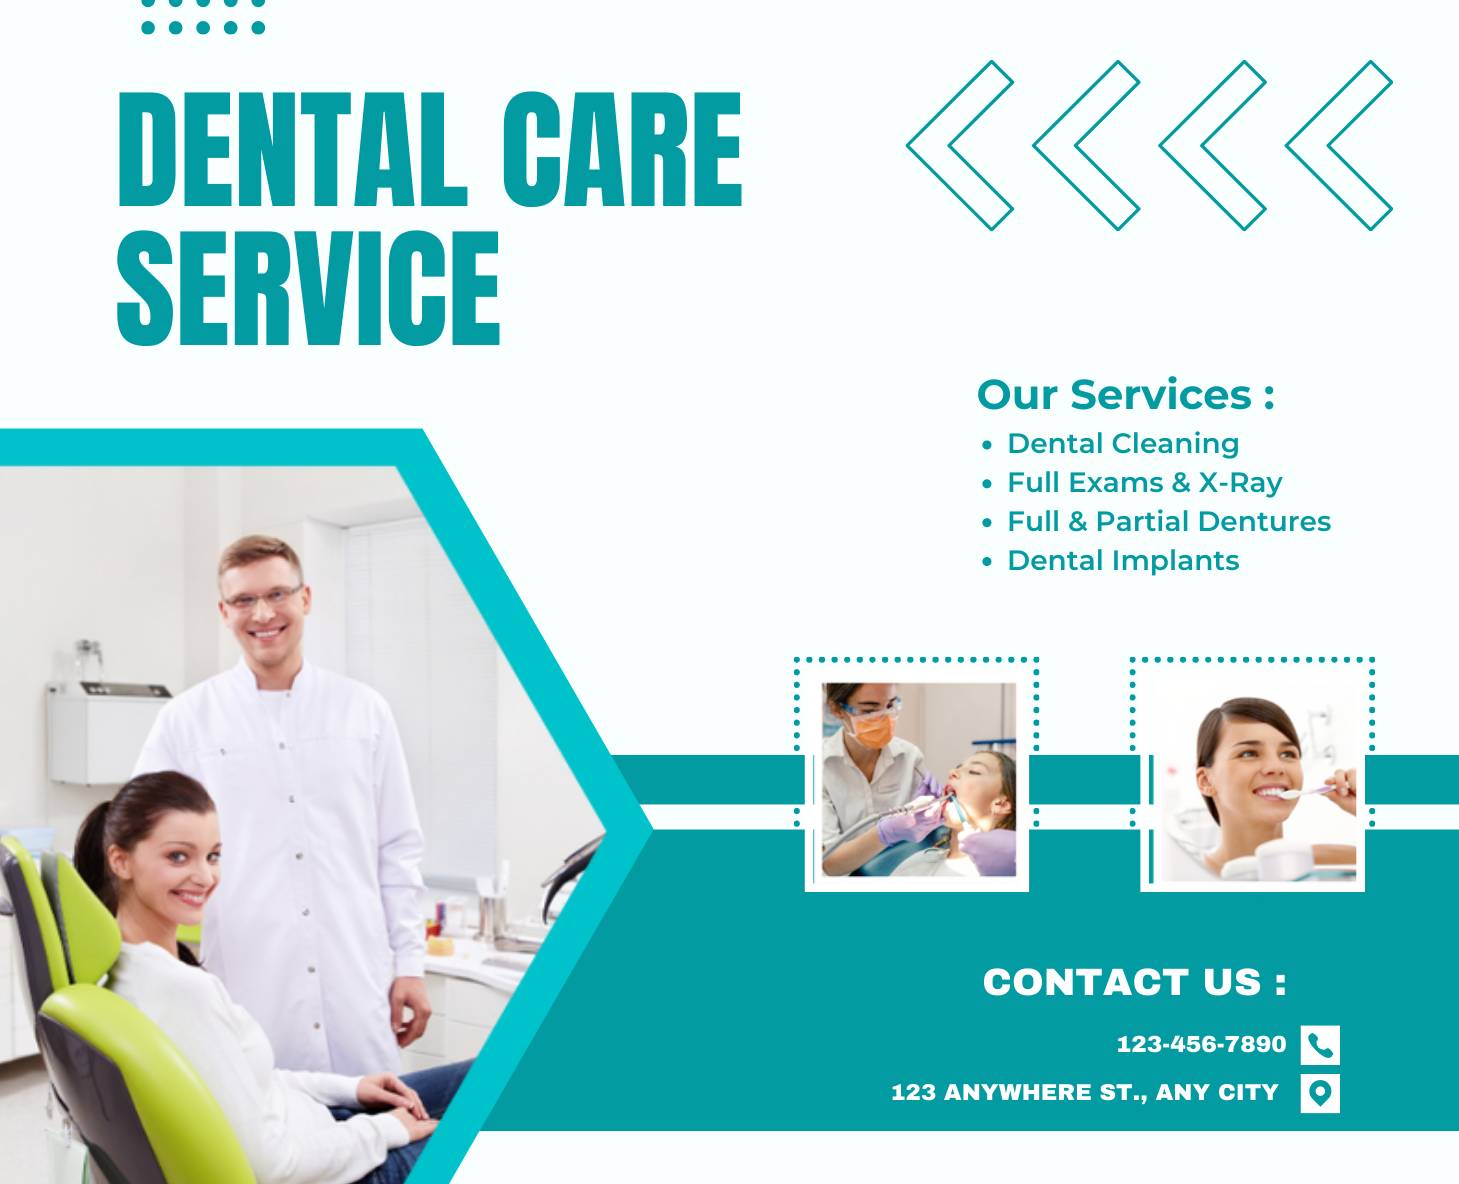 DENTAL CARE
SERVICE
Our Services :
• Dental Cleaning
• Full Exams & X-Ray
• Full & Partial Dentures
• Dental Implants
CONTACT US :
123-456-7890
123 ANYWHERE ST., ANY CITY